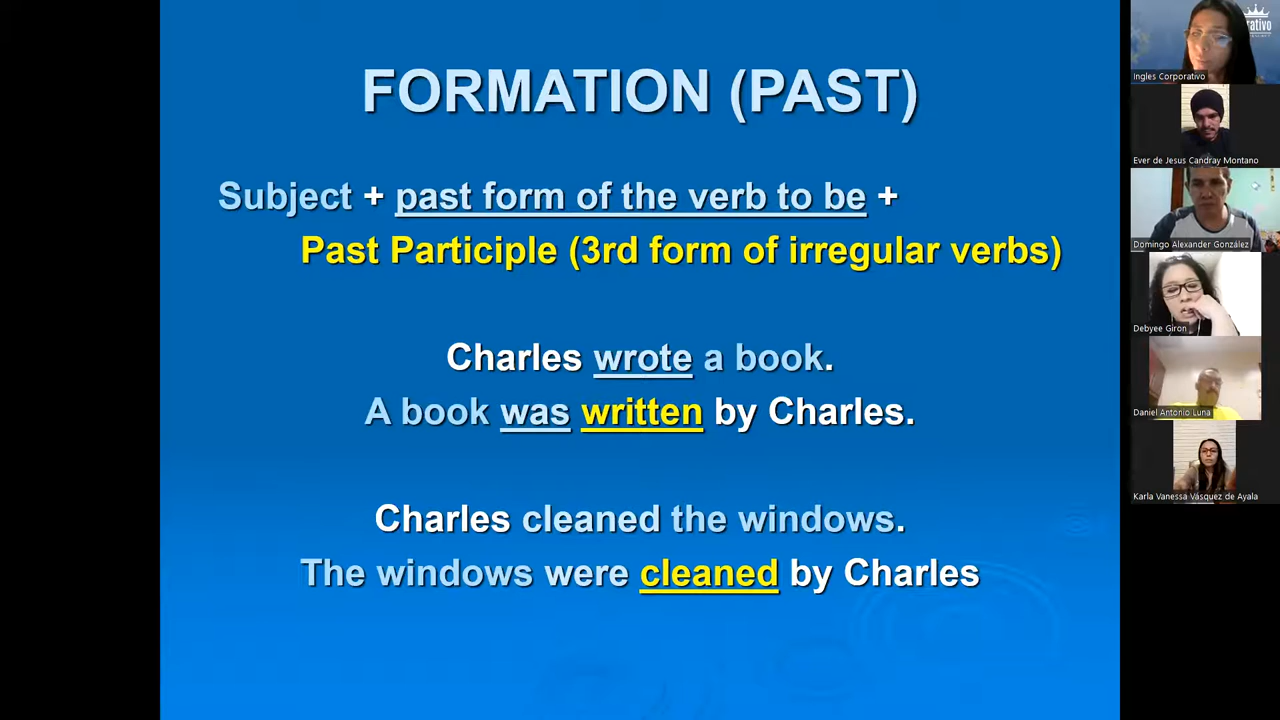 FORMATION (PAST)
Subject + past form of the verb to be +
Past Participle (3rd form of irregular verbs)
Charles wrote a book.
A book was written by Charles.
Charles cleaned the windows.
The windows were cleaned by Charles
Ingles Corporativo
Ever de Jesus Candray Montano
Domingo Alexander González
Debyee Giron
Daniel Antonio Luna
Karla Vanessa Vásquez de Ayala